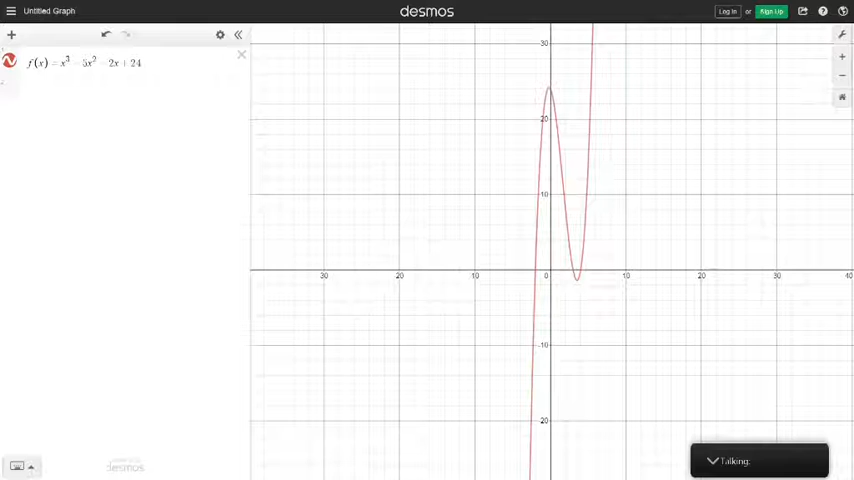 Untitled Graph
desmos
Log In or Sign Up
f(x) = x³ - 5x² - 2x + 24
30
20
10
30 20 10 0 10 20 30 40
-10
20
desmos
Talking: